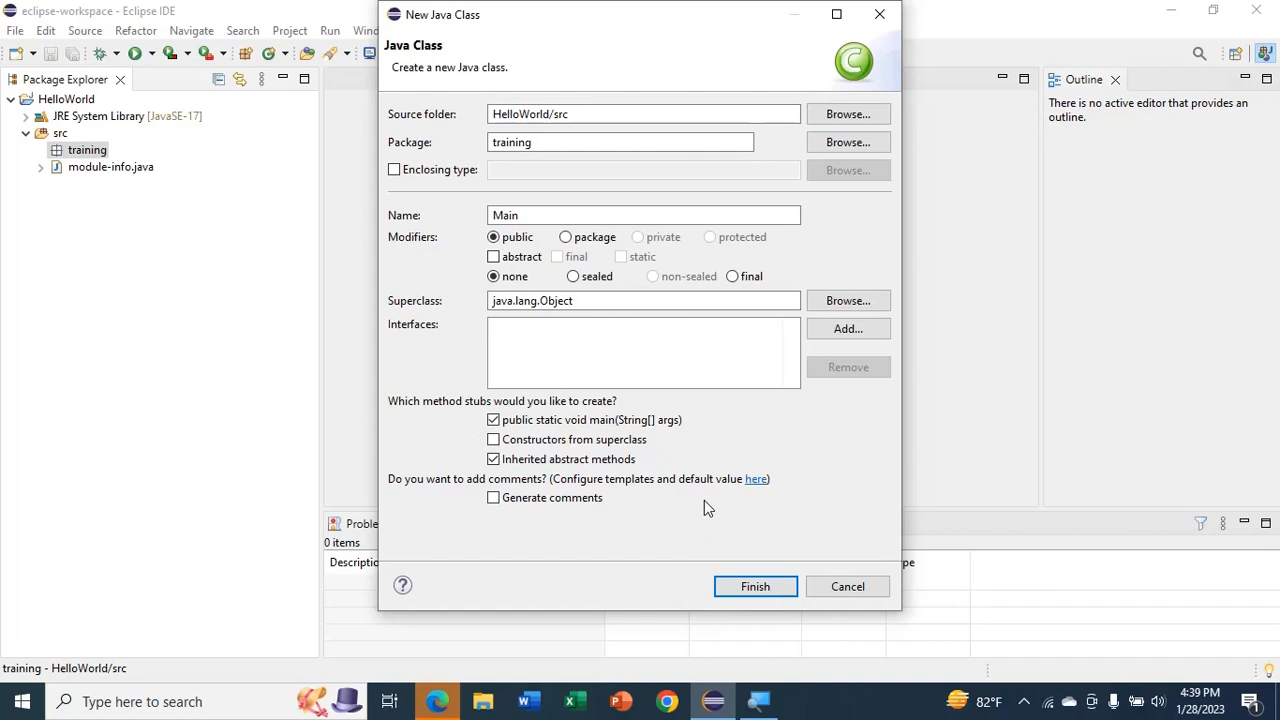 eclipse-workspace - Eclipse IDE
File Edit Source Refactor Navigate Search Project Run
Package Explorer
HelloWorld
JRE System Library [JavaSE-17]
src
training
module-info.java
New Java Class
Java Class
Create a new Java class.
Source folder: HelloWorld/src Browse...
Package: training Browse...
Enclosing type: Browse...
Name: Main
Modifiers: public package private protected
abstract final static
none sealed non-sealed final
Superclass: java.lang.Object Browse...
Interfaces: Add...
Remove
Which method stubs would you like to create?
public static void main(String[] args)
Constructors from superclass
Inherited abstract methods
Do you want to add comments? (Configure templates and default value here)
Generate comments
Finish Cancel
Outline
There is no active editor that provides an
outline.
0 items
training - HelloWorld/src
Type here to search
82°F
4:39 PM
1/28/2023
1